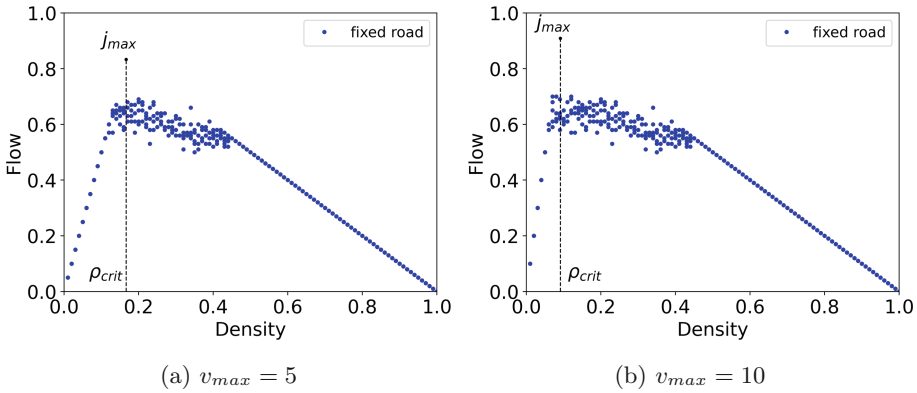 1.0
0.8
0.6
0.4
0.2
0.0
Flow
j_max
ρ_crit
fixed road
0.0 0.2 0.4 0.6 0.8 1.0
Density
(a) v_max = 5
1.0
0.8
0.6
0.4
0.2
0.0
Flow
j_max
ρ_crit
fixed road
0.0 0.2 0.4 0.6 0.8 1.0
Density
(b) v_max = 10